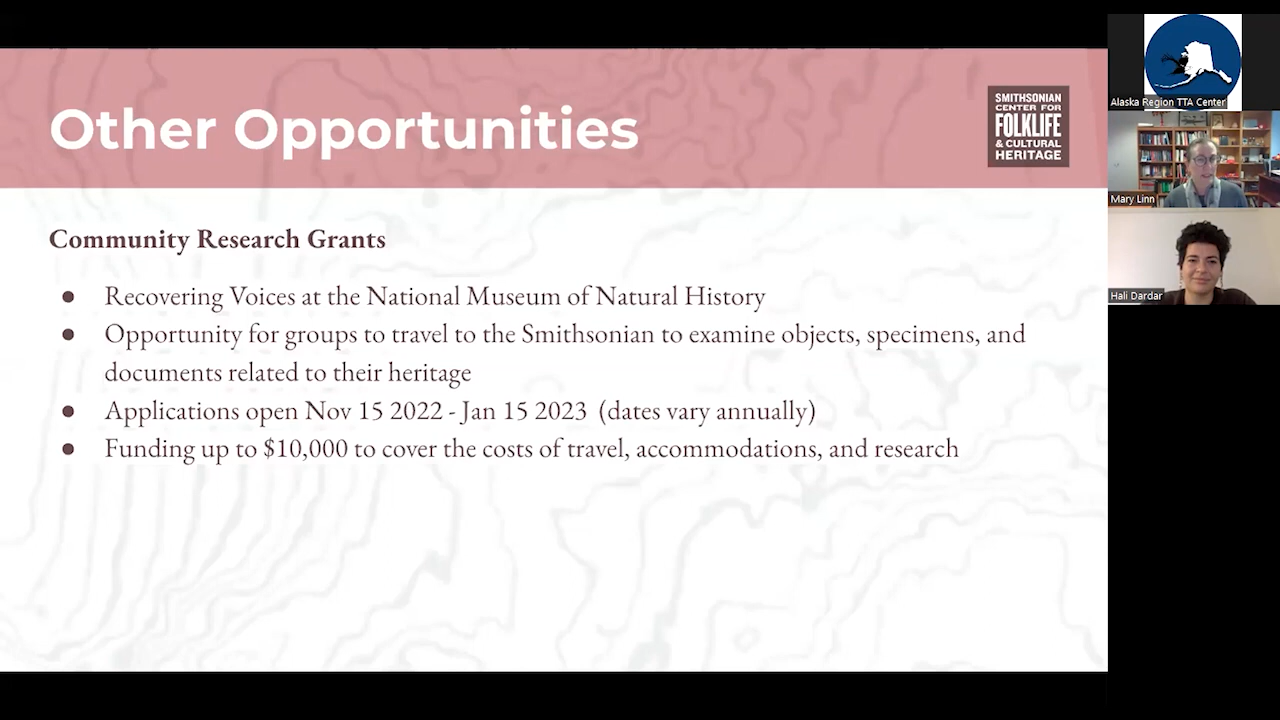 Other Opportunities
SMITHSONIAN
CENTER FOR
FOLKLIFE
& CULTURAL
HERITAGE
Community Research Grants
● Recovering Voices at the National Museum of Natural History
● Opportunity for groups to travel to the Smithsonian to examine objects, specimens, and
documents related to their heritage
● Applications open Nov 15 2022 - Jan 15 2023 (dates vary annually)
● Funding up to $10,000 to cover the costs of travel, accommodations, and research
Alaska Region TTA Center
Mary Linn
Hali Dardar